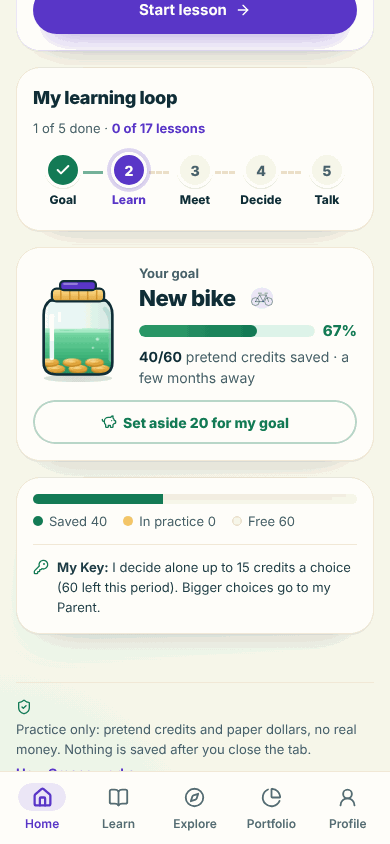 Start lesson →
My learning loop
1 of 5 done · 0 of 17 lessons
2 3 4 5
Goal Learn Meet Decide Talk
Your goal
New bike
67%
40/60 pretend credits saved · a
few months away
Set aside 20 for my goal
Saved 40 In practice 0 Free 60
My Key: I decide alone up to 15 credits a choice
(60 left this period). Bigger choices go to my
Parent.
Practice only: pretend credits and paper dollars, no real
money. Nothing is saved after you close the tab.
Home Learn Explore Portfolio Profile